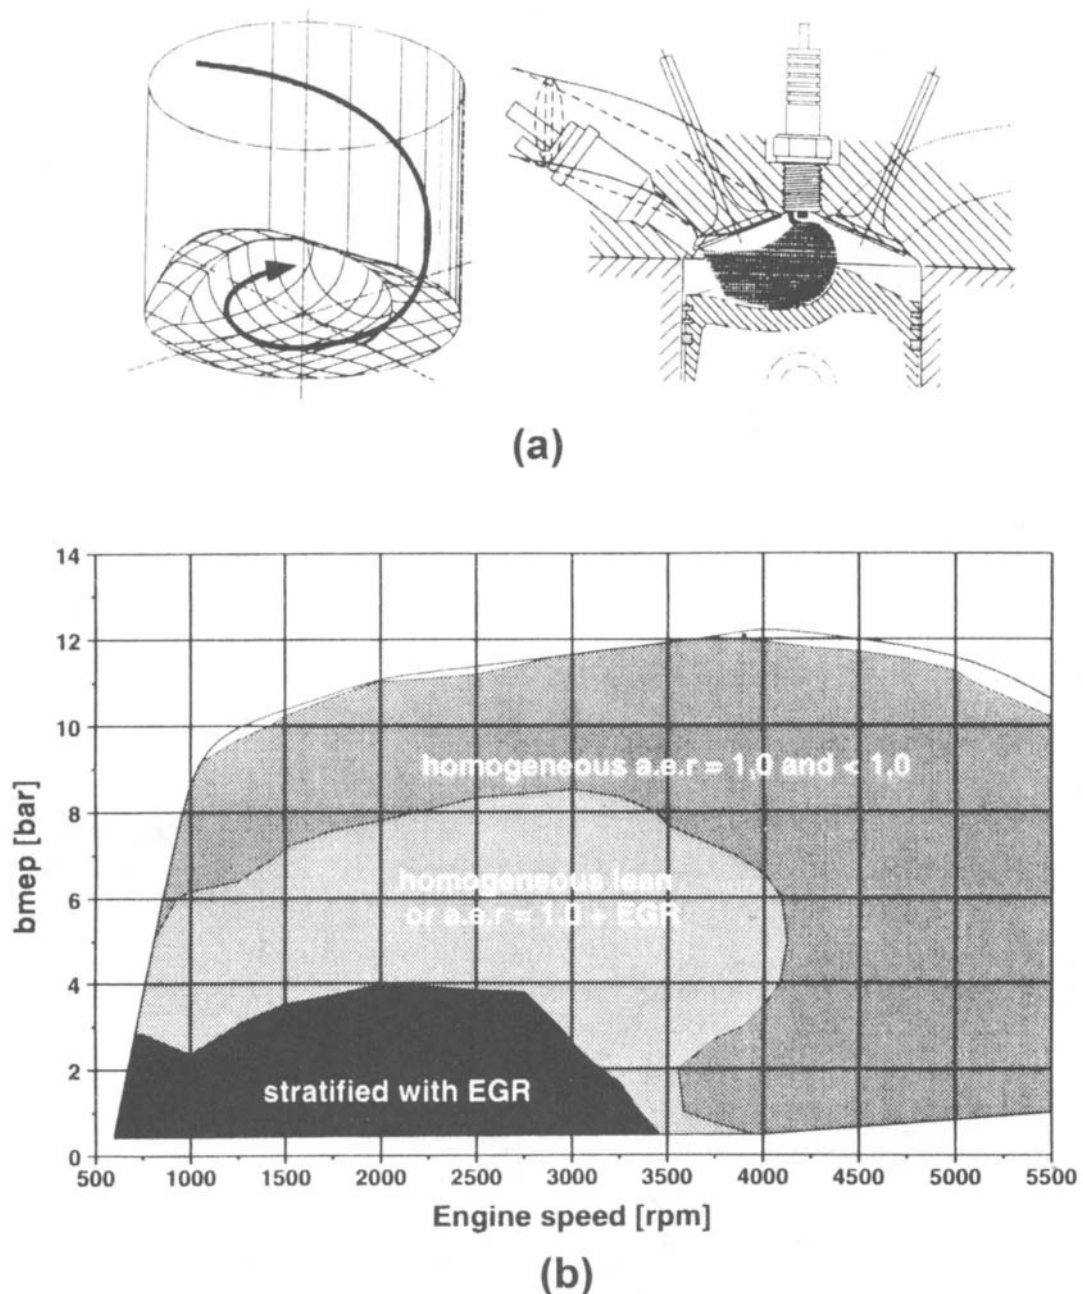 (a)
14
12
10
8
6
4
2
0
bmep [bar]
homogeneous a.e.r = 1,0 and < 1,0
homogeneous lean
or a.e.r = 1.0 + EGR
stratified with EGR
500 1000 1500 2000 2500 3000 3500 4000 4500 5000 5500
Engine speed [rpm]
(b)